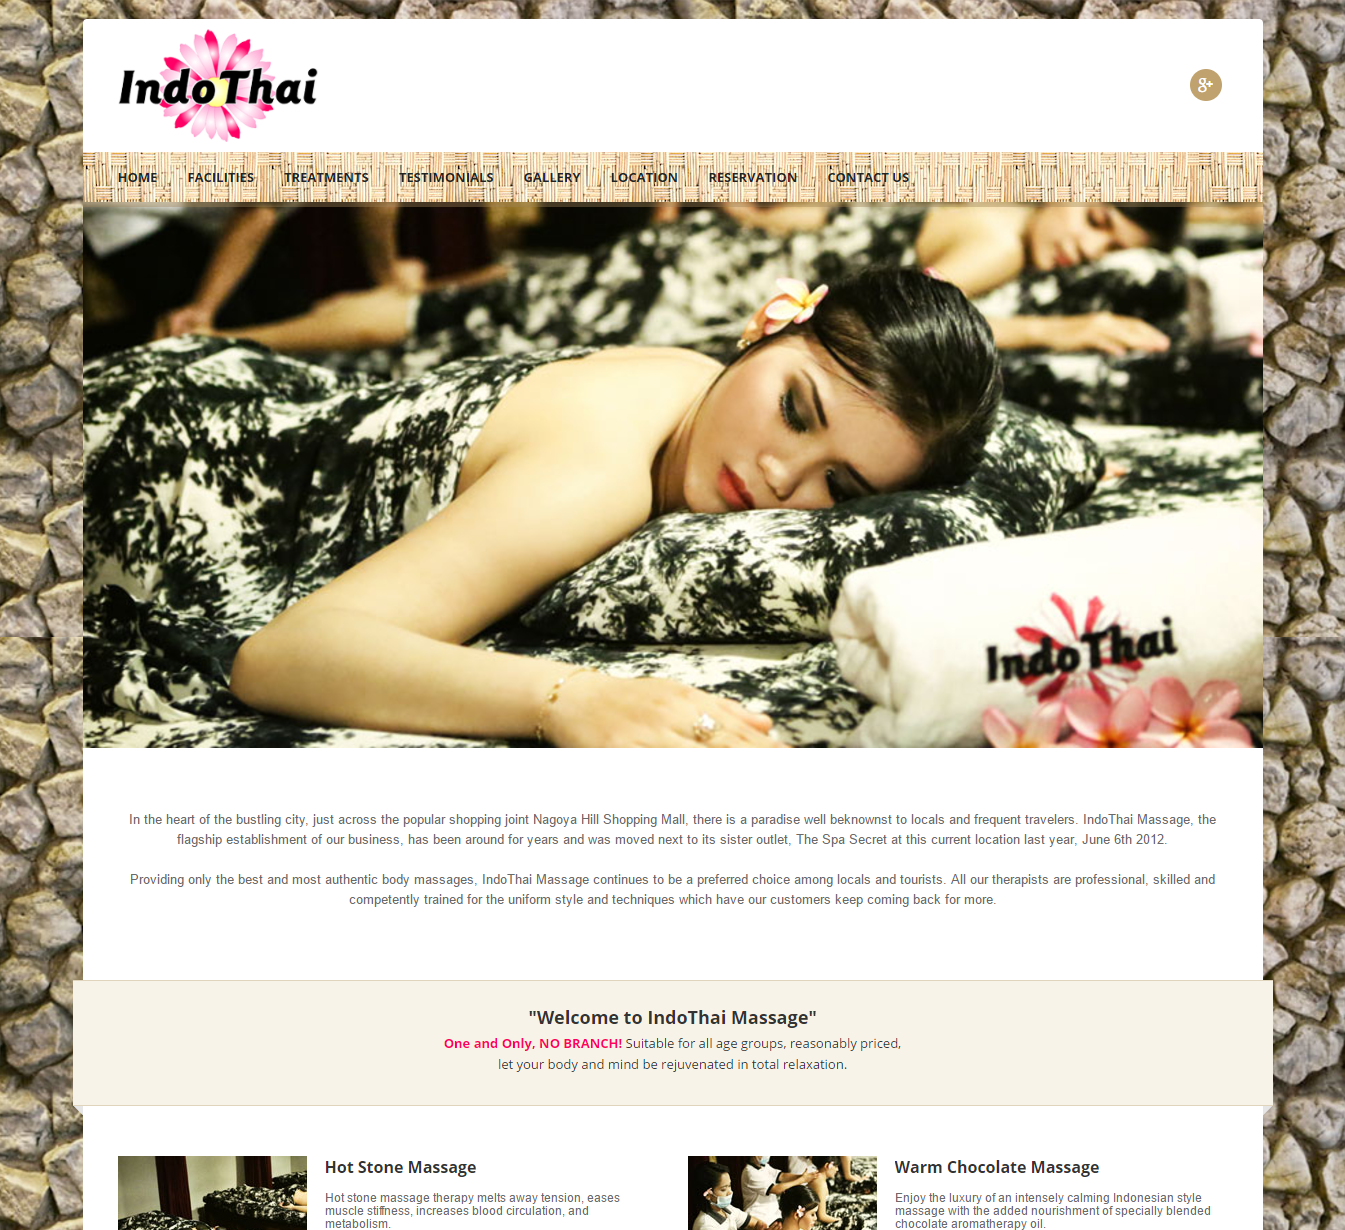 IndoThai
g+
HOME FACILITIES TREATMENTS TESTIMONIALS GALLERY LOCATION RESERVATION CONTACT US
IndoThai
In the heart of the bustling city, just across the popular shopping joint Nagoya Hill Shopping Mall, there is a paradise well beknownst to locals and frequent travelers. IndoThai Massage, the
flagship establishment of our business, has been around for years and was moved next to its sister outlet, The Spa Secret at this current location last year, June 6th 2012.
Providing only the best and most authentic body massages, IndoThai Massage continues to be a preferred choice among locals and tourists. All our therapists are professional, skilled and
competently trained for the uniform style and techniques which have our customers keep coming back for more.
"Welcome to IndoThai Massage"
One and Only, NO BRANCH! Suitable for all age groups, reasonably priced,
let your body and mind be rejuvenated in total relaxation.
Hot Stone Massage
Hot stone massage therapy melts away tension, eases
muscle stiffness, increases blood circulation, and
metabolism.
Warm Chocolate Massage
Enjoy the luxury of an intensely calming Indonesian style
massage with the added nourishment of specially blended
chocolate aromatherapy oil.